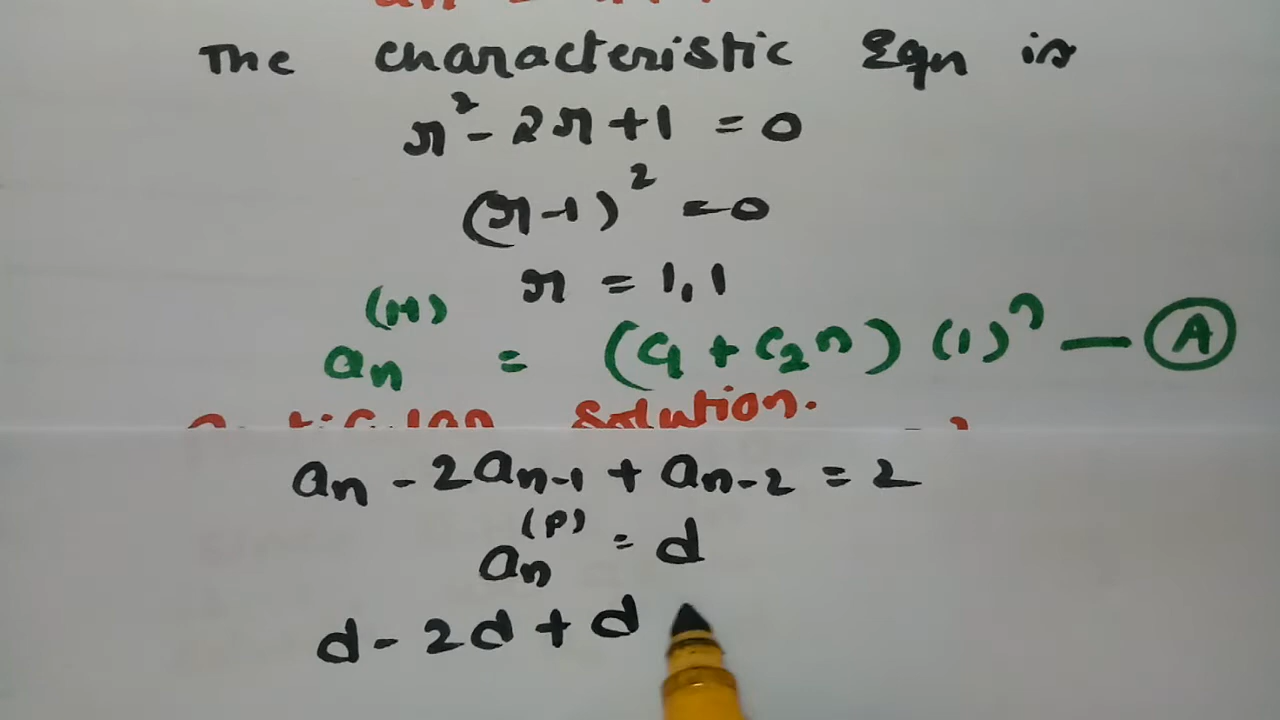 The characteristic Eqn is
r² - 2r + 1 = 0
(r-1)² = 0
r = 1, 1
aₙ⁽ᴴ⁾ = (C₁ + C₂n) (1)ⁿ — Ⓐ
solution.
aₙ - 2aₙ₋₁ + aₙ₋₂ = 2
aₙ⁽ᴾ⁾ = d
d - 2d + d